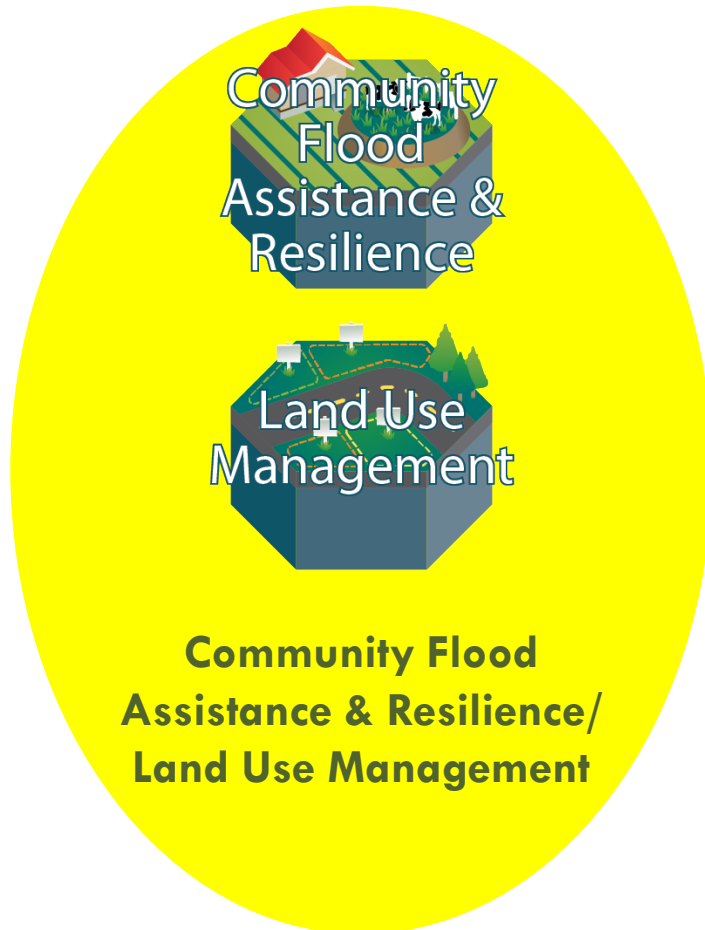 Community
Flood
Assistance &
Resilience
Land Use
Management
Community Flood
Assistance & Resilience/
Land Use Management